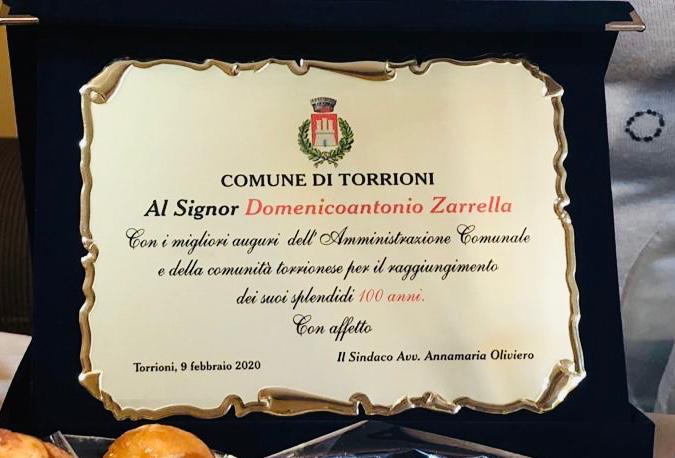 COMUNE DI TORRIONI
Al Signor Domenicoantonio Zarrella
Con i migliori auguri dell'Amministrazione Comunale
e della comunità torrionese per il raggiungimento
dei suoi splendidi 100 anni.
Con affetto
Torrioni, 9 febbraio 2020
Il Sindaco Avv. Annamaria Oliviero